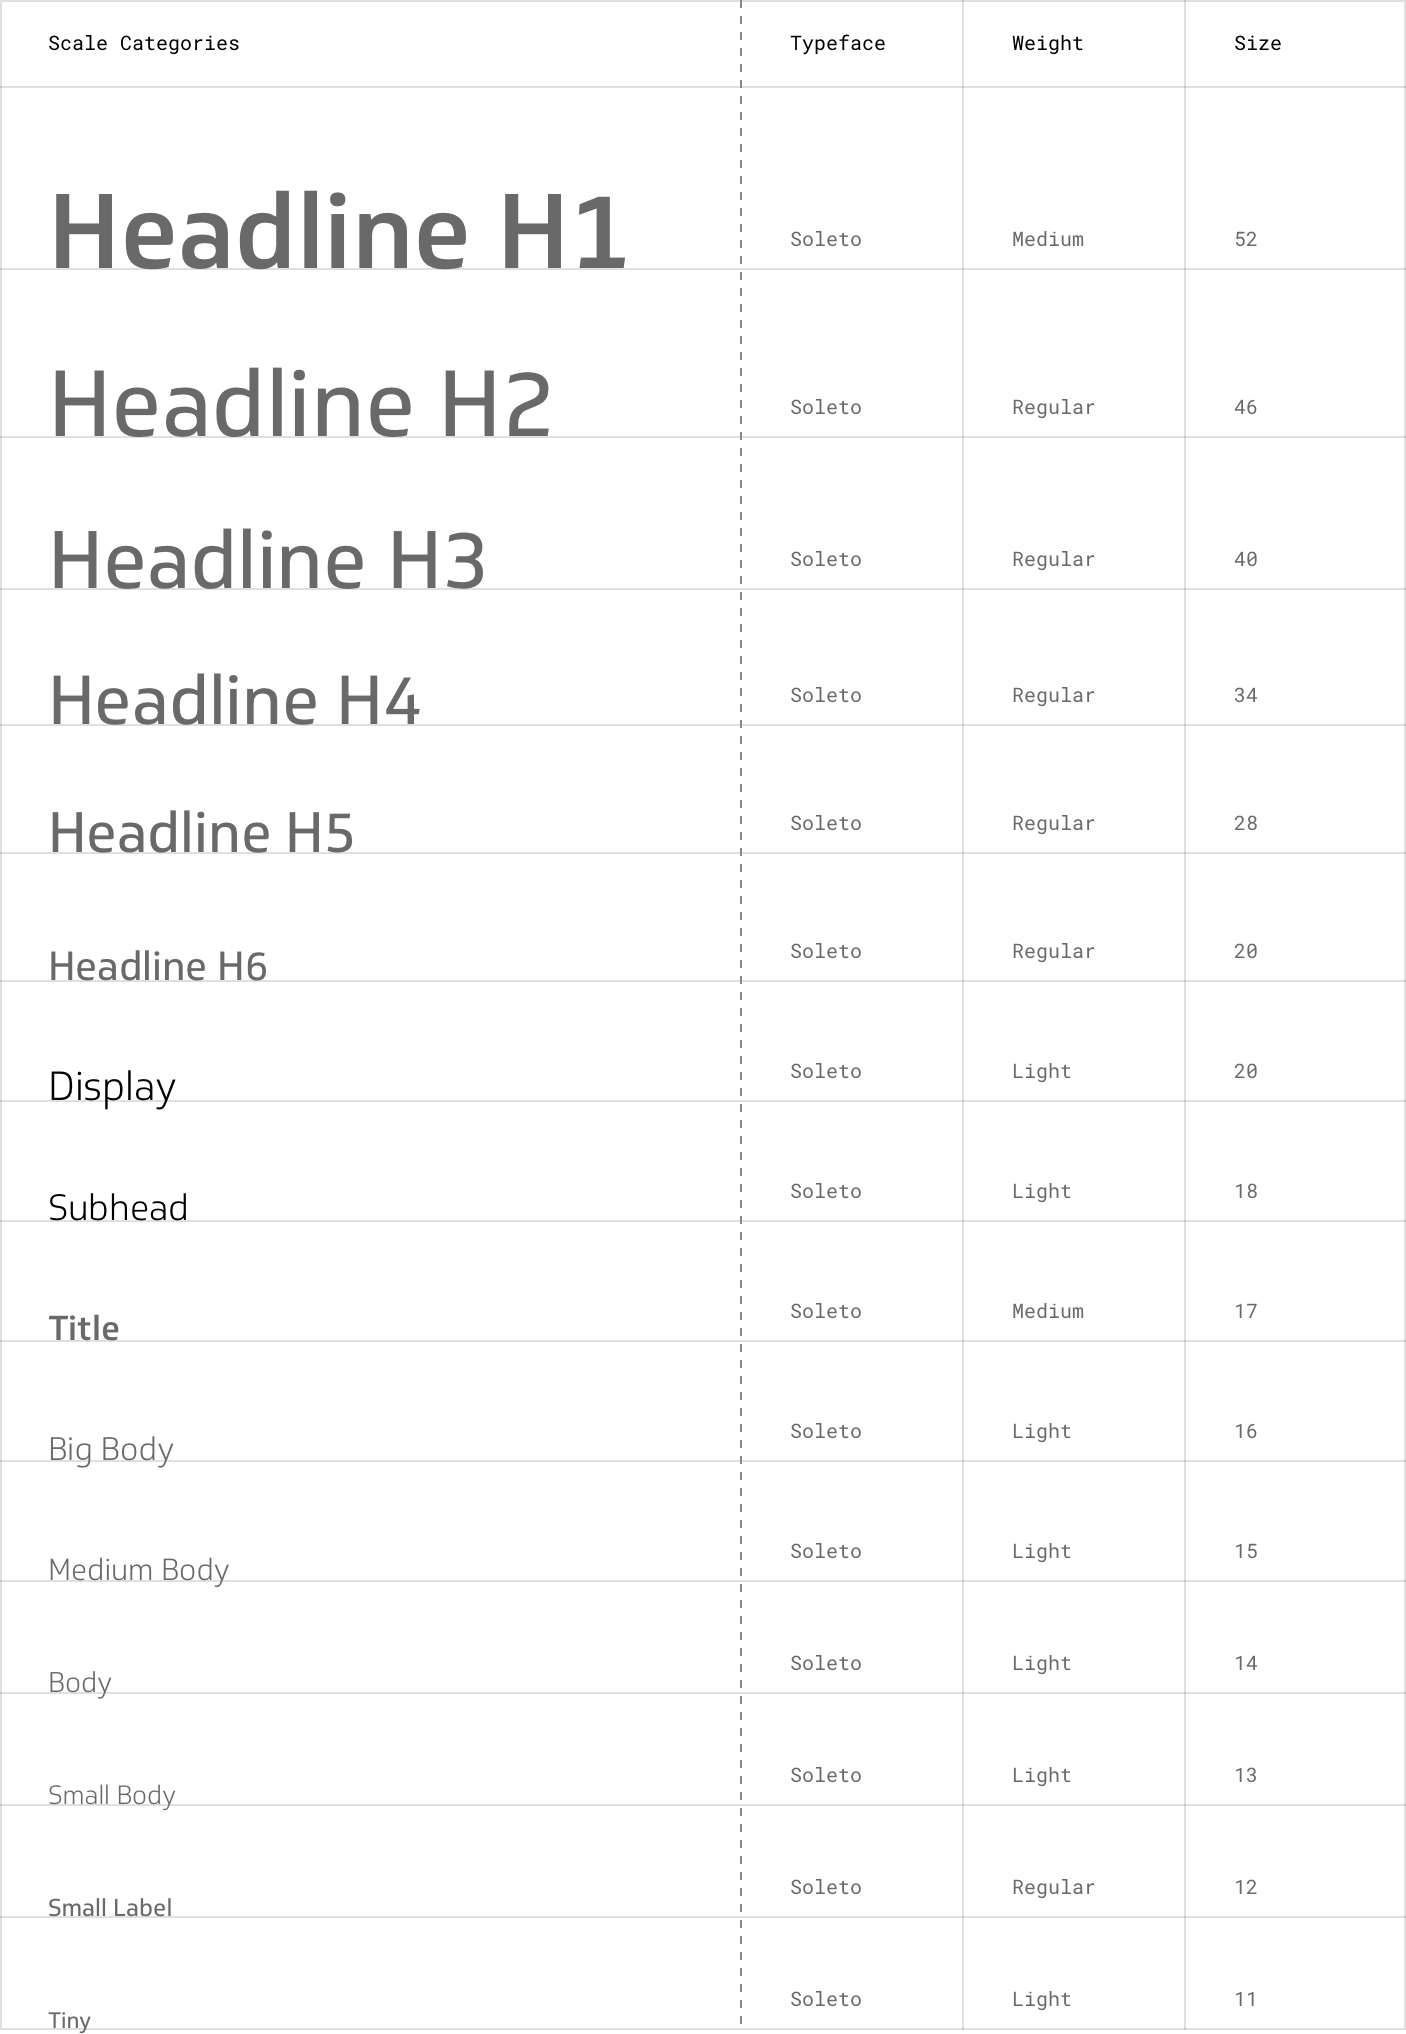 Scale Categories Typeface Weight Size
Headline H1 Soleto Medium 52
Headline H2 Soleto Regular 46
Headline H3 Soleto Regular 40
Headline H4 Soleto Regular 34
Headline H5 Soleto Regular 28
Headline H6 Soleto Regular 20
Display Soleto Light 20
Subhead Soleto Light 18
Title Soleto Medium 17
Big Body Soleto Light 16
Medium Body Soleto Light 15
Body Soleto Light 14
Small Body Soleto Light 13
Small Label Soleto Regular 12
Tiny Soleto Light 11